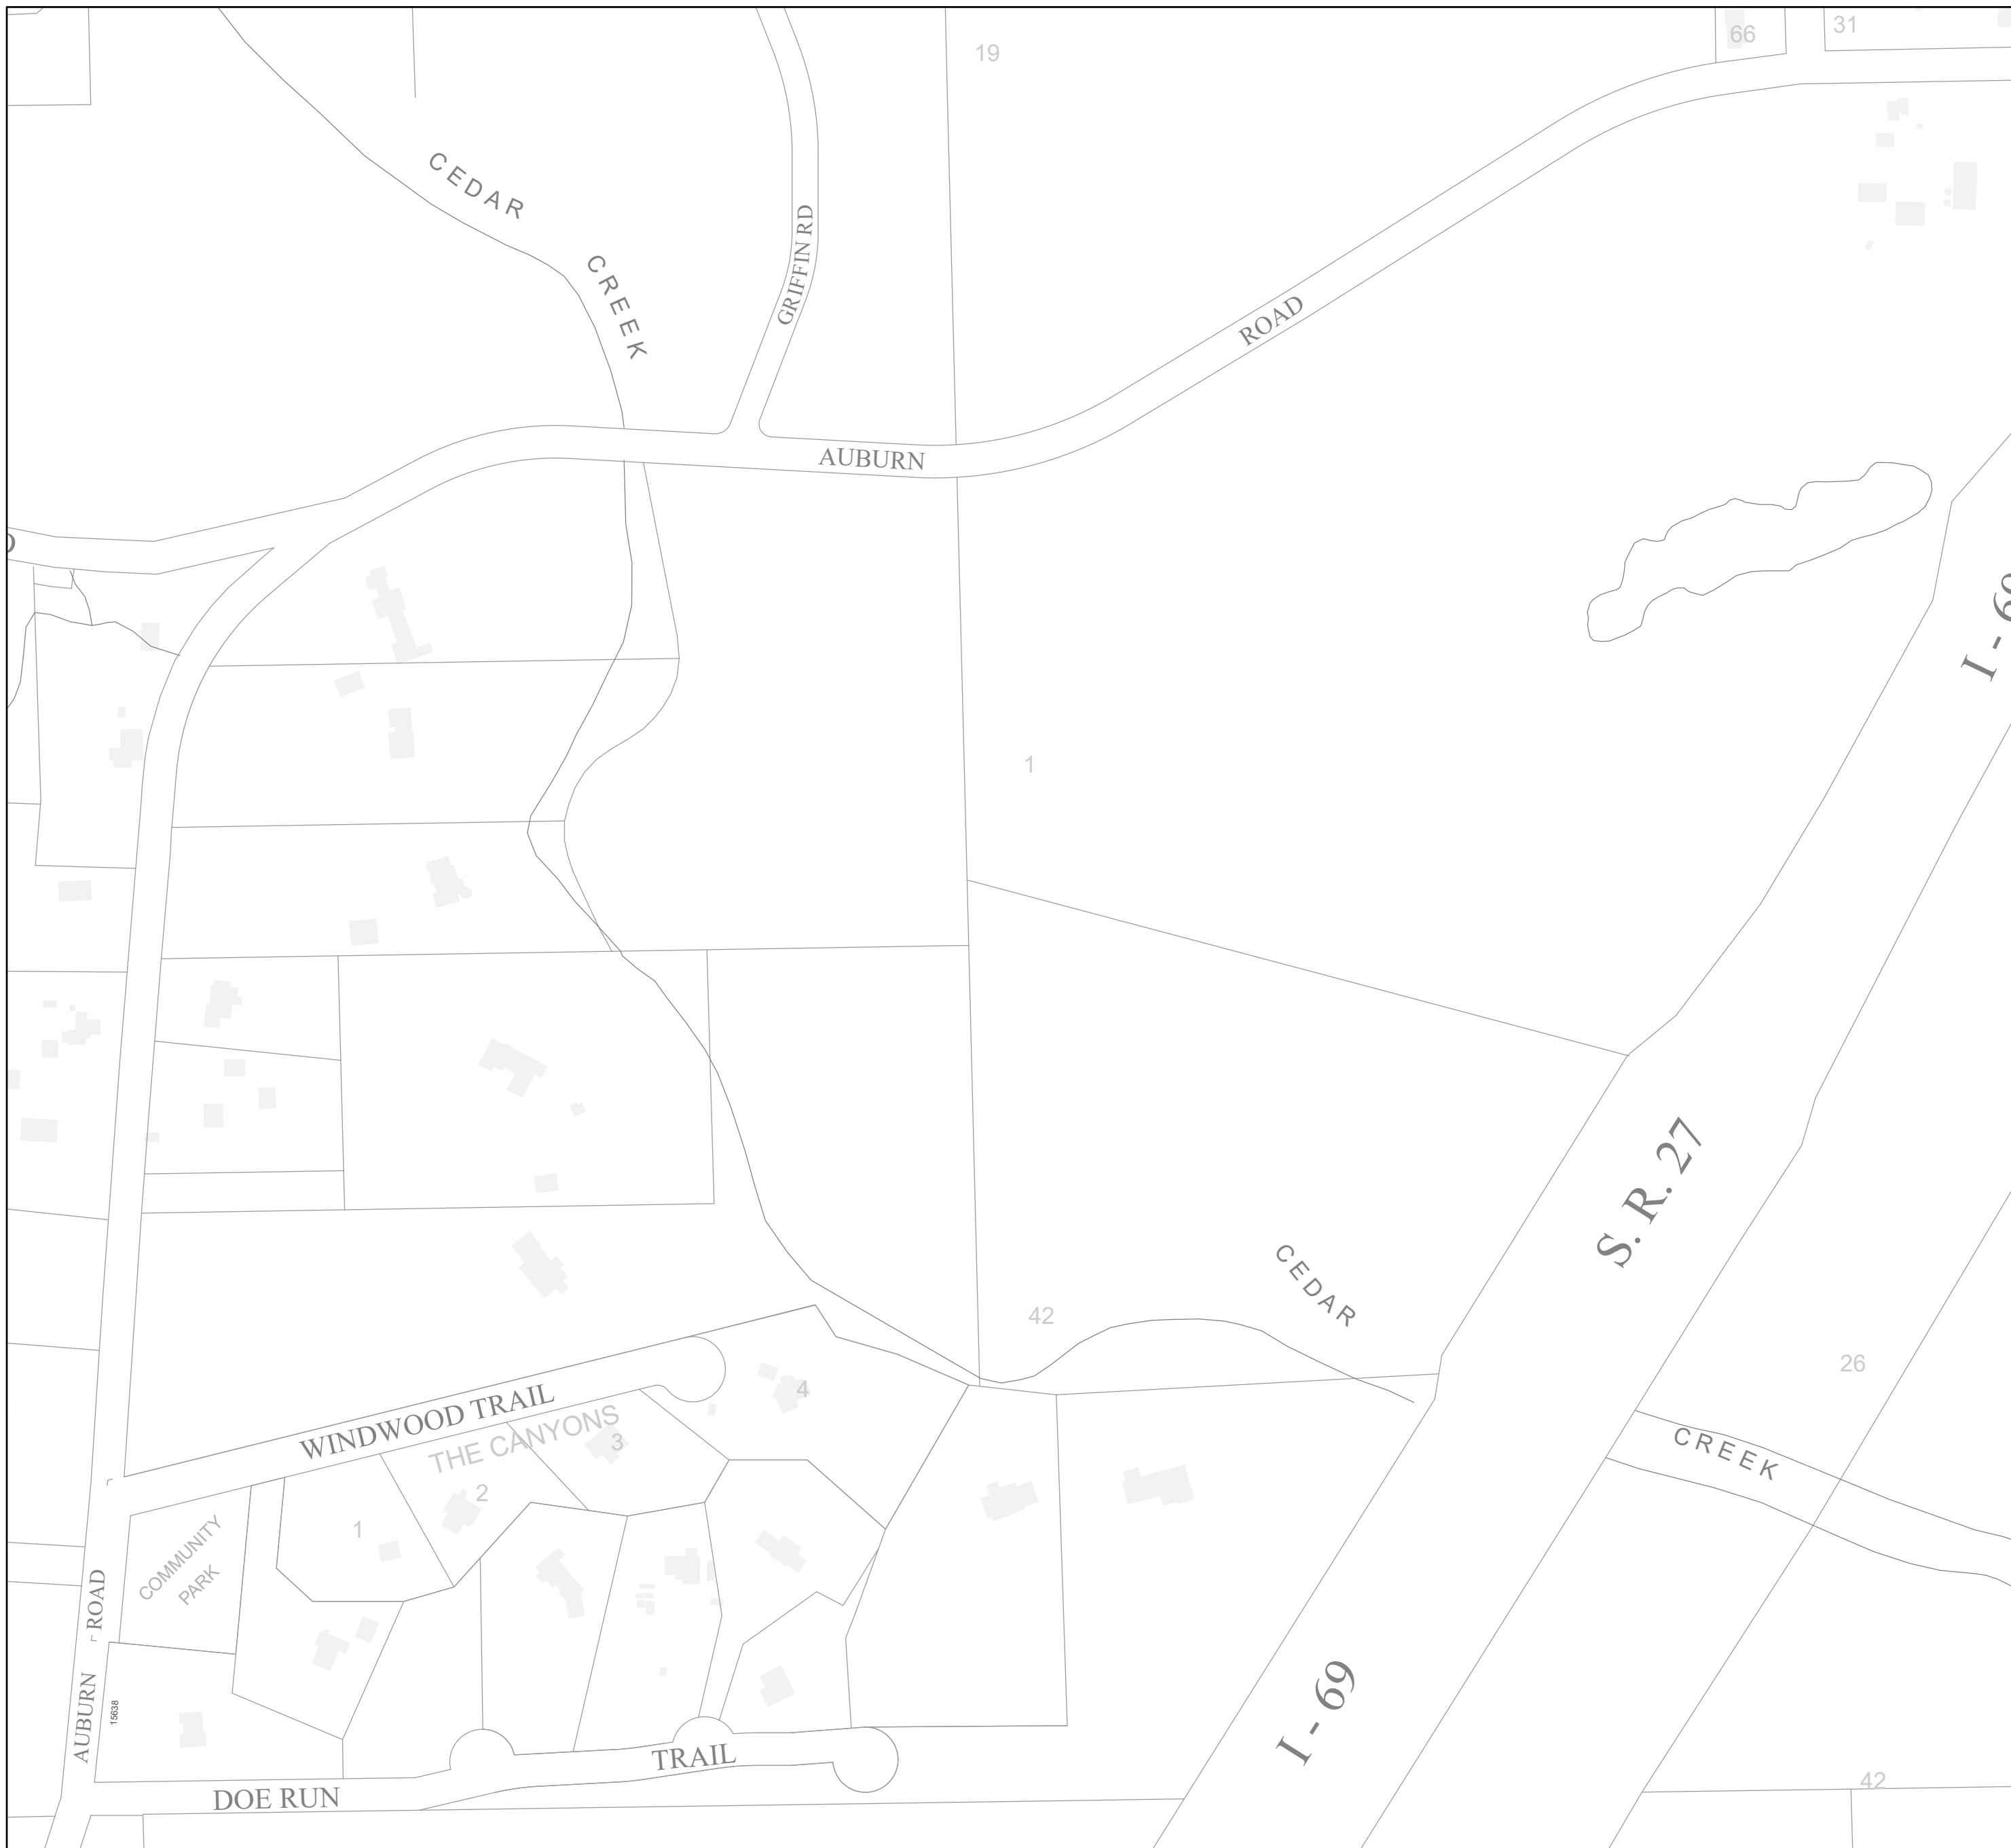 19
66
31
CEDAR
CREEK
GRIFFIN RD
ROAD
AUBURN
I - 69
1
S. R. 27
CEDAR
42
26
WINDWOOD TRAIL
THE CANYONS
4
3
2
1
CREEK
COMMUNITY
PARK
AUBURN ROAD
15638
I - 69
TRAIL
DOE RUN
42